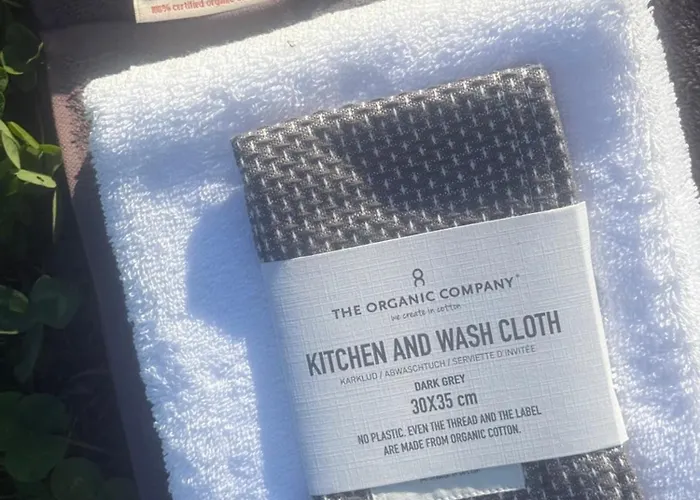 100% certified organic
THE ORGANIC COMPANY
we create in cotton
KITCHEN AND WASH CLOTH
KARKLUD / ABWASCHTUCH / SERVIETTE D'INVITÉE
DARK GREY
30X35 cm
NO PLASTIC. EVEN THE THREAD AND THE LABEL
ARE MADE FROM ORGANIC COTTON.